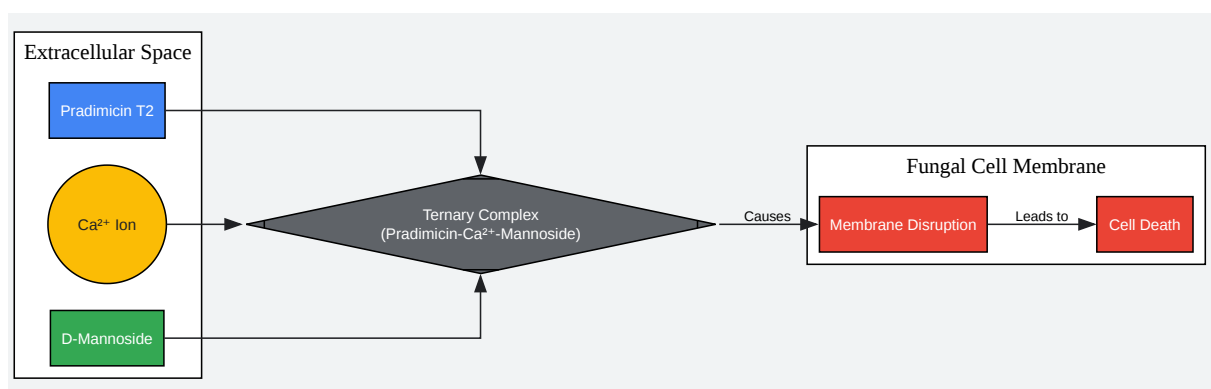 Extracellular Space
Pradimicin T2
Ca²⁺ Ion
D-Mannoside
Ternary Complex
(Pradimicin-Ca²⁺-Mannoside)
Causes
Fungal Cell Membrane
Membrane Disruption
Leads to
Cell Death